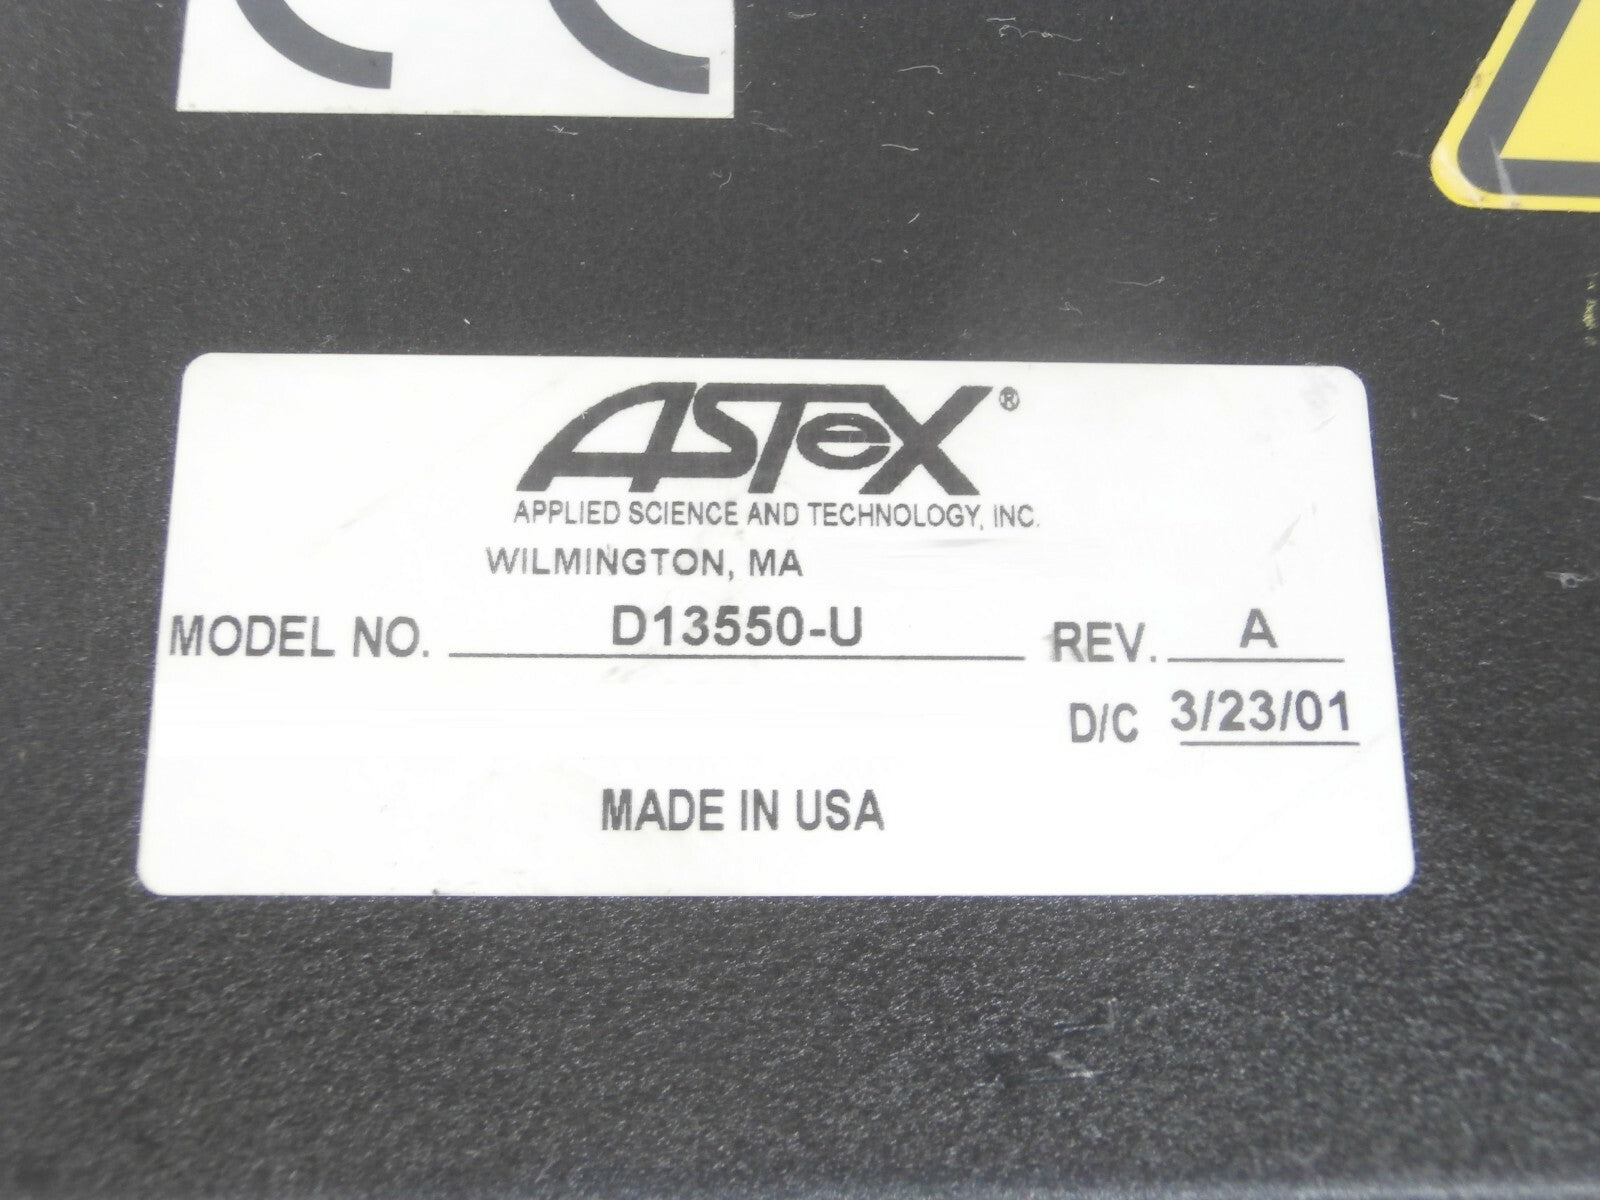 ASTeX®
APPLIED SCIENCE AND TECHNOLOGY, INC.
WILMINGTON, MA
MODEL NO. D13550-U REV. A
D/C 3/23/01
MADE IN USA